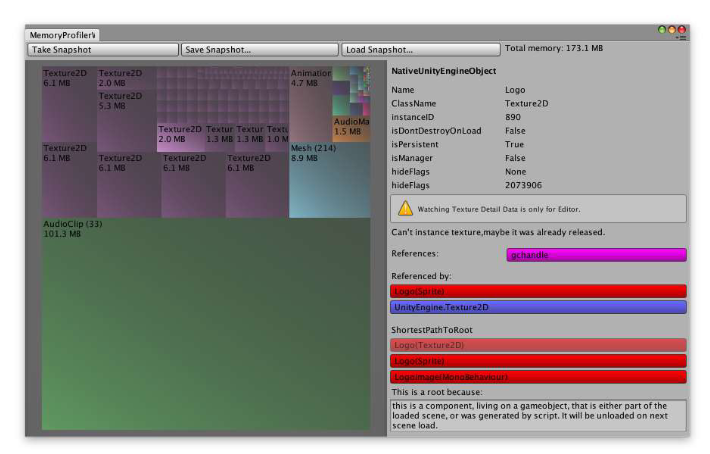 MemoryProfilerW
Take Snapshot
Save Snapshot...
Load Snapshot...
Total memory: 173.1 MB
Texture2D
6.1 MB
Texture2D
2.0 MB
Texture2D
5.3 MB
Texture2D
2.0 MB
Textur
1.3 MB
Textur
1.3 MB
Textu
1.0 M
Animation
4.7 MB
AudioMa
1.5 MB
Texture2D
6.1 MB
Texture2D
6.1 MB
Texture2D
6.1 MB
Texture2D
6.1 MB
Mesh (214)
8.9 MB
AudioClip (33)
101.3 MB
NativeUnityEngineObject
Name Logo
ClassName Texture2D
instanceID 890
isDontDestroyOnLoad False
isPersistent True
isManager False
hideFlags None
hideFlags 2073906
Watching Texture Detail Data is only for Editor.
Can't instance texture,maybe it was already released.
References: gchandle
Referenced by:
Logo(Sprite)
UnityEngine.Texture2D
ShortestPathToRoot
Logo(Texture2D)
Logo(Sprite)
LogoImage(MonoBehaviour)
This is a root because:
this is a component, living on a gameobject, that is either part of the
loaded scene, or was generated by script. It will be unloaded on next
scene load.